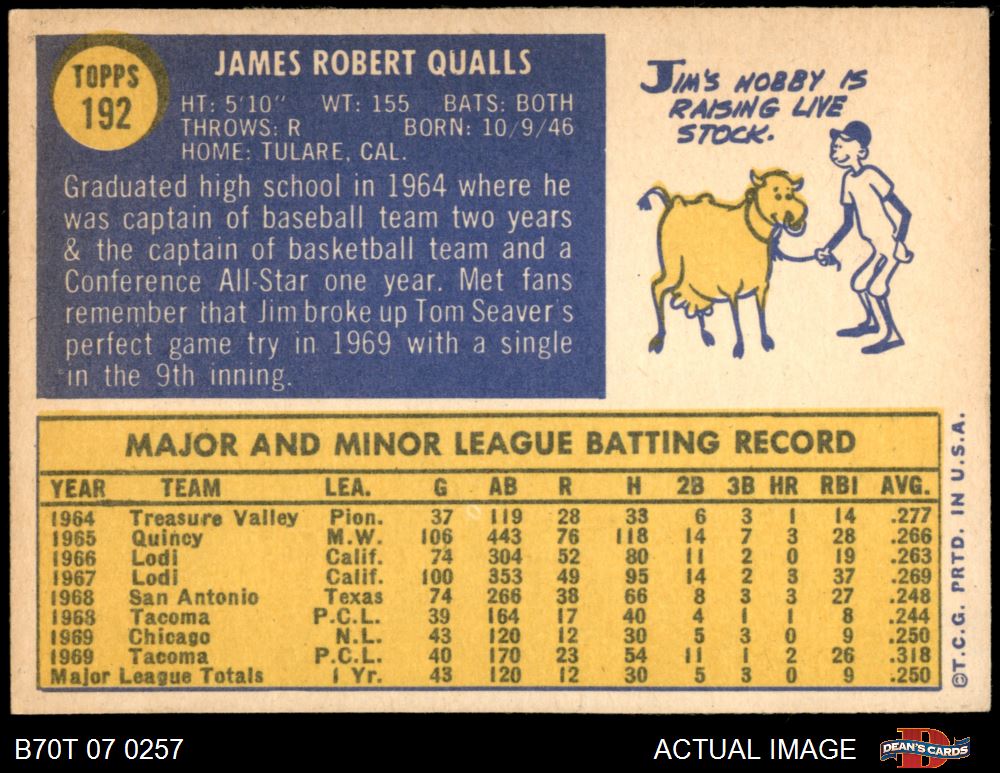 TOPPS
192
JAMES ROBERT QUALLS
HT: 5'10" WT: 155 BATS: BOTH
THROWS: R BORN: 10/9/46
HOME: TULARE, CAL.
Graduated high school in 1964 where he
was captain of baseball team two years
& the captain of basketball team and a
Conference All-Star one year. Met fans
remember that Jim broke up Tom Seaver's
perfect game try in 1969 with a single
in the 9th inning.
JIM'S HOBBY IS
RAISING LIVE
STOCK.
MAJOR AND MINOR LEAGUE BATTING RECORD
YEAR TEAM LEA. G AB R H 2B 3B HR RBI AVG.
1964 Treasure Valley Pion. 37 119 28 33 6 3 1 14 .277
1965 Quincy M.W. 106 443 76 118 14 7 3 28 .266
1966 Lodi Calif. 74 304 52 80 11 2 0 19 .263
1967 Lodi Calif. 100 353 49 95 14 2 3 37 .269
1968 San Antonio Texas 74 266 38 66 8 3 3 27 .248
1968 Tacoma P.C.L. 39 164 17 40 4 1 1 8 .244
1969 Chicago N.L. 43 120 12 30 5 3 0 9 .250
1969 Tacoma P.C.L. 40 170 23 54 11 1 2 26 .318
Major League Totals 1 Yr. 43 120 12 30 5 3 0 9 .250
©T.C.G. PRTD. IN U.S.A.
B70T 07 0257
ACTUAL IMAGE
D
DEAN'S CARDS